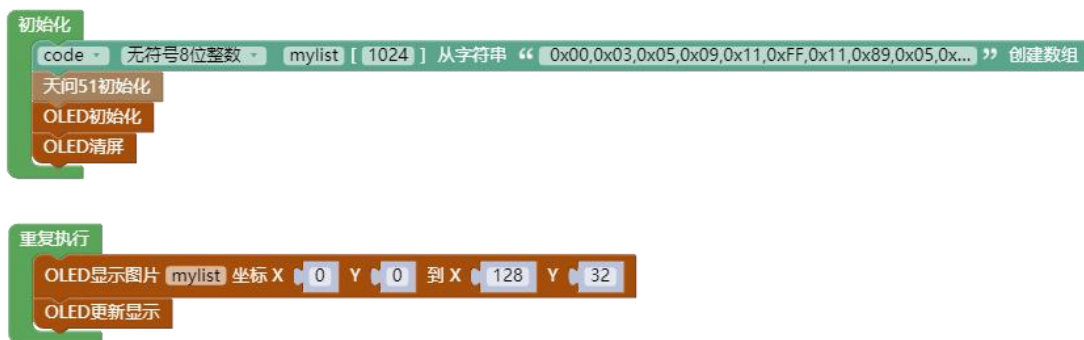 初始化
code 无符号8位整数 mylist [ 1024 ] 从字符串 “ 0x00,0x03,0x05,0x09,0x11,0xFF,0x11,0x89,0x05,0x... ” 创建数组
天问51初始化
OLED初始化
OLED清屏
重复执行
OLED显示图片 mylist 坐标 X 0 Y 0 到 X 128 Y 32
OLED更新显示